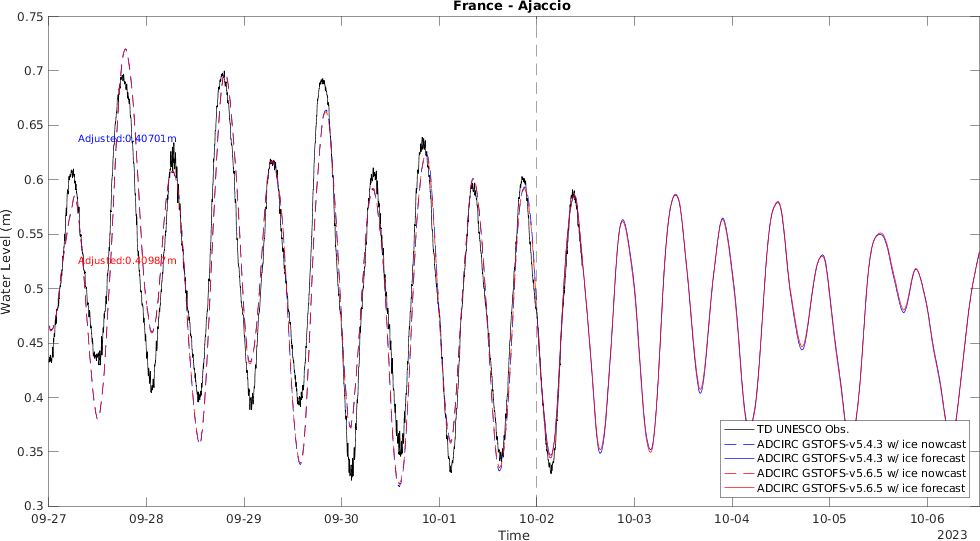 France - Ajaccio
Water Level (m)
0.75
0.7
0.65
0.6
0.55
0.5
0.45
0.4
0.35
0.3
Adjusted:0.40701m
Adjusted:0.40987m
TD UNESCO Obs.
ADCIRC GSTOFS-v5.4.3 w/ ice nowcast
ADCIRC GSTOFS-v5.4.3 w/ ice forecast
ADCIRC GSTOFS-v5.6.5 w/ ice nowcast
ADCIRC GSTOFS-v5.6.5 w/ ice forecast
09-27 09-28 09-29 09-30 10-01 10-02 10-03 10-04 10-05 10-06
Time
2023